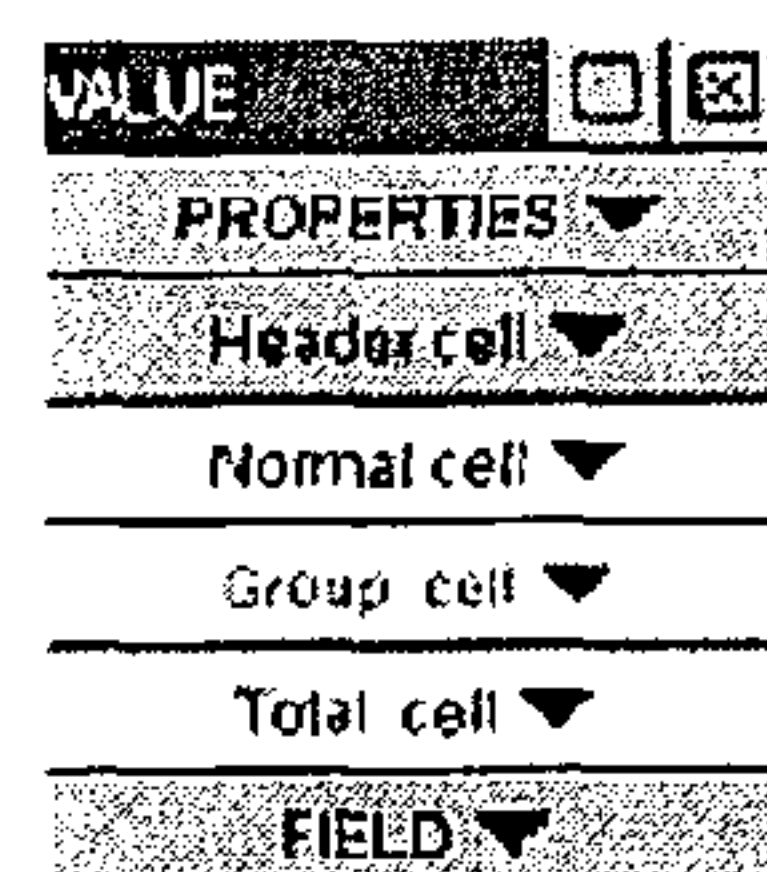 VALUE
PROPERTIES
Header cell
Normal cell
Group cell
Total cell
FIELD